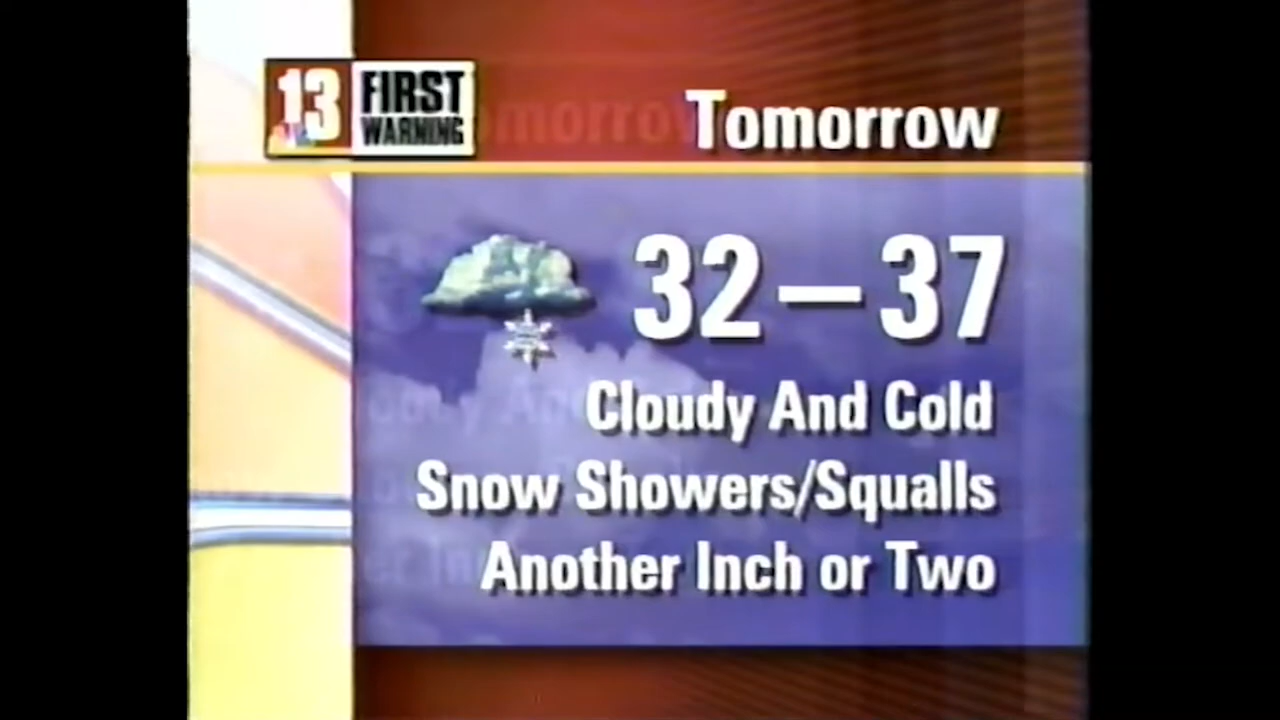 13 FIRST
WARNING
Tomorrow
32–37
Cloudy And Cold
Snow Showers/Squalls
Another Inch or Two